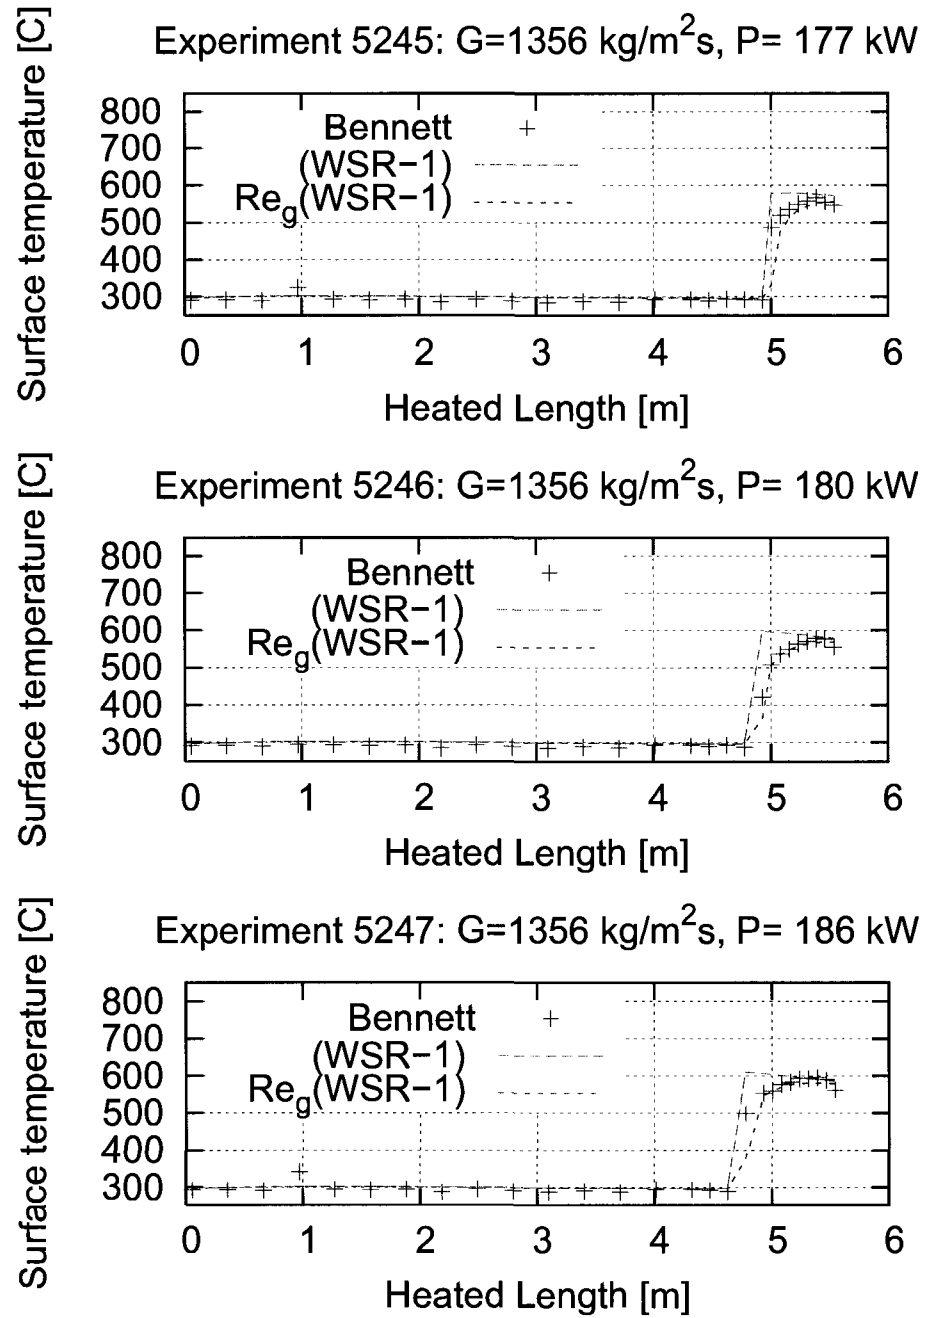 Experiment 5245: G=1356 kg/m²s, P= 177 kW
Surface temperature [C]
800
700
600
500
400
300
Bennett
(WSR−1)
Reg(WSR−1)
0 1 2 3 4 5 6
Heated Length [m]
Experiment 5246: G=1356 kg/m²s, P= 180 kW
Surface temperature [C]
800
700
600
500
400
300
Bennett
(WSR−1)
Reg(WSR−1)
0 1 2 3 4 5 6
Heated Length [m]
Experiment 5247: G=1356 kg/m²s, P= 186 kW
Surface temperature [C]
800
700
600
500
400
300
Bennett
(WSR−1)
Reg(WSR−1)
0 1 2 3 4 5 6
Heated Length [m]